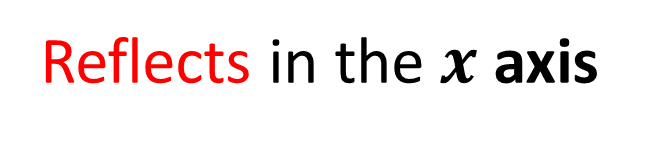 Reflects in the x axis